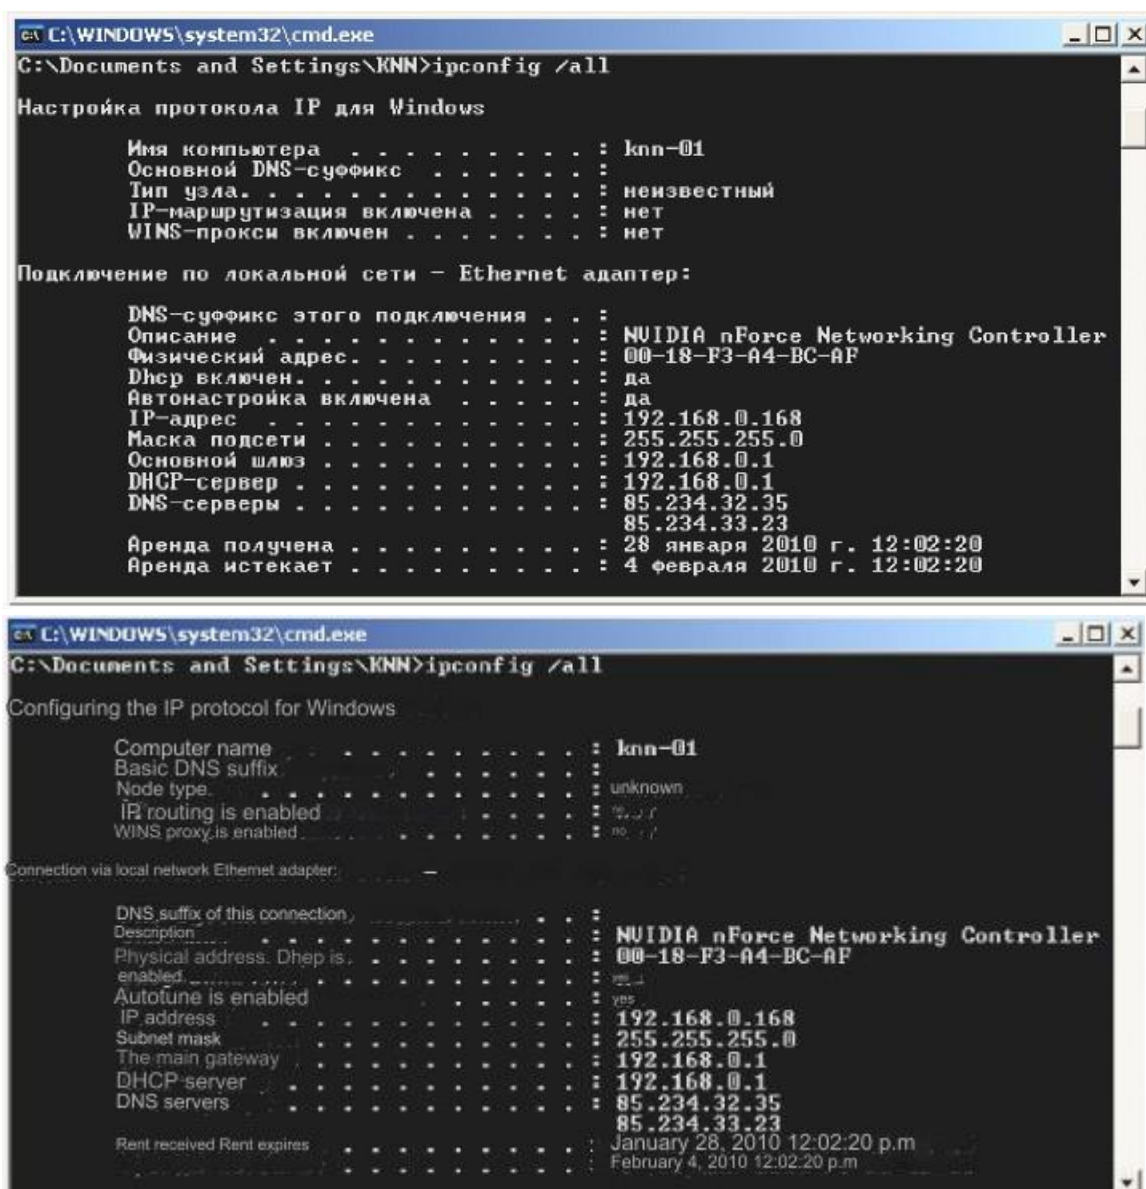 C:\WINDOWS\system32\cmd.exe
C:\Documents and Settings\KNN>ipconfig /all
Настройка протокола IP для Windows
Имя компьютера . . . . . . . . . : knn-01
Основной DNS-суффикс . . . . . . :
Тип узла. . . . . . . . . . . . . : неизвестный
IP-маршрутизация включена . . . . : нет
WINS-прокси включен . . . . . . . : нет
Подключение по локальной сети - Ethernet адаптер:
DNS-суффикс этого подключения . . :
Описание . . . . . . . . . . . . : NVIDIA nForce Networking Controller
Физический адрес. . . . . . . . . : 00-18-F3-A4-BC-AF
Dhcp включен. . . . . . . . . . . : да
Автонастройка включена . . . . . : да
IP-адрес . . . . . . . . . . . . : 192.168.0.168
Маска подсети . . . . . . . . . . : 255.255.255.0
Основной шлюз . . . . . . . . . . : 192.168.0.1
DHCP-сервер . . . . . . . . . . . : 192.168.0.1
DNS-серверы . . . . . . . . . . . : 85.234.32.35
85.234.33.23
Аренда получена . . . . . . . . . : 28 января 2010 г. 12:02:20
Аренда истекает . . . . . . . . . : 4 февраля 2010 г. 12:02:20
C:\WINDOWS\system32\cmd.exe
C:\Documents and Settings\KNN>ipconfig /all
Configuring the IP protocol for Windows
Computer name . . . . . . . . . : knn-01
Basic DNS suffix . . . . . . :
Node type. . . . . . . . . . . . : unknown
IP routing is enabled . . . . :
WINS proxy is enabled . . . . . . . : no
Connection via local network Ethernet adapter: -
DNS suffix of this connection . . :
Description . . . . . . . . . . . . : NVIDIA nForce Networking Controller
Physical address. Dhep is. . . . . . . . . : 00-18-F3-A4-BC-AF
enabled. . . . . . . . . . . : yes
Autotune is enabled . . . . . : yes
IP address . . . . . . . . . . . . : 192.168.0.168
Subnet mask . . . . . . . . . . : 255.255.255.0
The main gateway . . . . . . . . . . : 192.168.0.1
DHCP server . . . . . . . . . . . : 192.168.0.1
DNS servers . . . . . . . . . . . : 85.234.32.35
85.234.33.23
Rent received Rent expires . . . . . . . . . : January 28, 2010 12:02:20 p.m
. . . . . . . . . : February 4, 2010 12:02:20 p.m